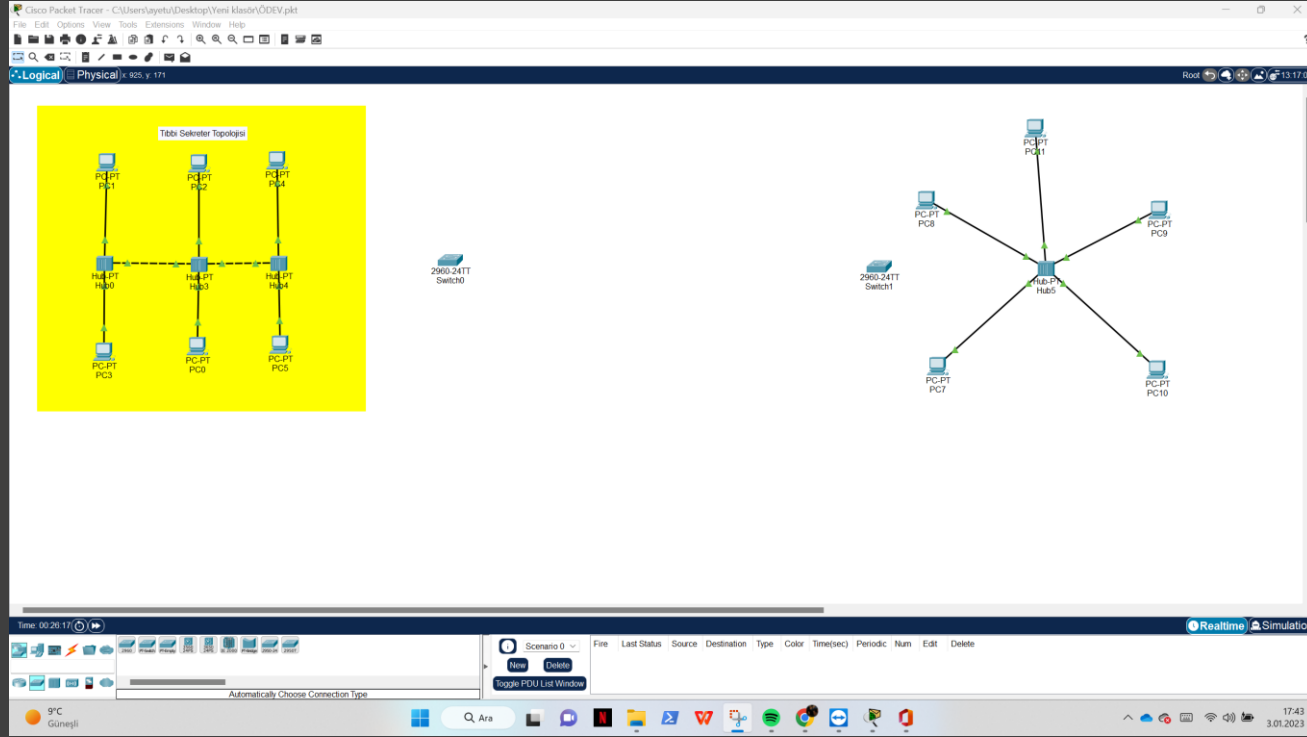 Cisco Packet Tracer - C:\Users\ayetu\Desktop\Yeni klasör\ÖDEV.pkt
File Edit Options View Tools Extensions Window Help
Logical Physical x: 925, y: 171
Root 13:17:0
Tıbbi Sekreter Topolojisi
PC-PT
PC1
PC-PT
PC2
PC-PT
PC4
Hub-PT
Hub0
Hub-PT
Hub3
Hub-PT
Hub4
PC-PT
PC3
PC-PT
PC0
PC-PT
PC5
2960-24TT
Switch0
2960-24TT
Switch1
PC-PT
PC11
PC-PT
PC8
PC-PT
PC9
Hub-PT
Hub5
PC-PT
PC7
PC-PT
PC10
Time: 00:26:17
Realtime Simulatio
Automatically Choose Connection Type
Scenario 0
New Delete
Toggle PDU List Window
Fire Last Status Source Destination Type Color Time(sec) Periodic Num Edit Delete
9°C
Güneşli
Ara
17:43
3.01.2023